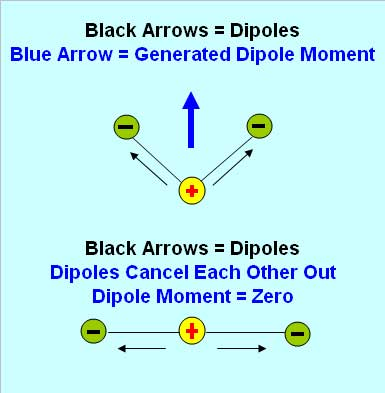 Black Arrows = Dipoles
Blue Arrow = Generated Dipole Moment
− −
+
Black Arrows = Dipoles
Dipoles Cancel Each Other Out
Dipole Moment = Zero
− + −